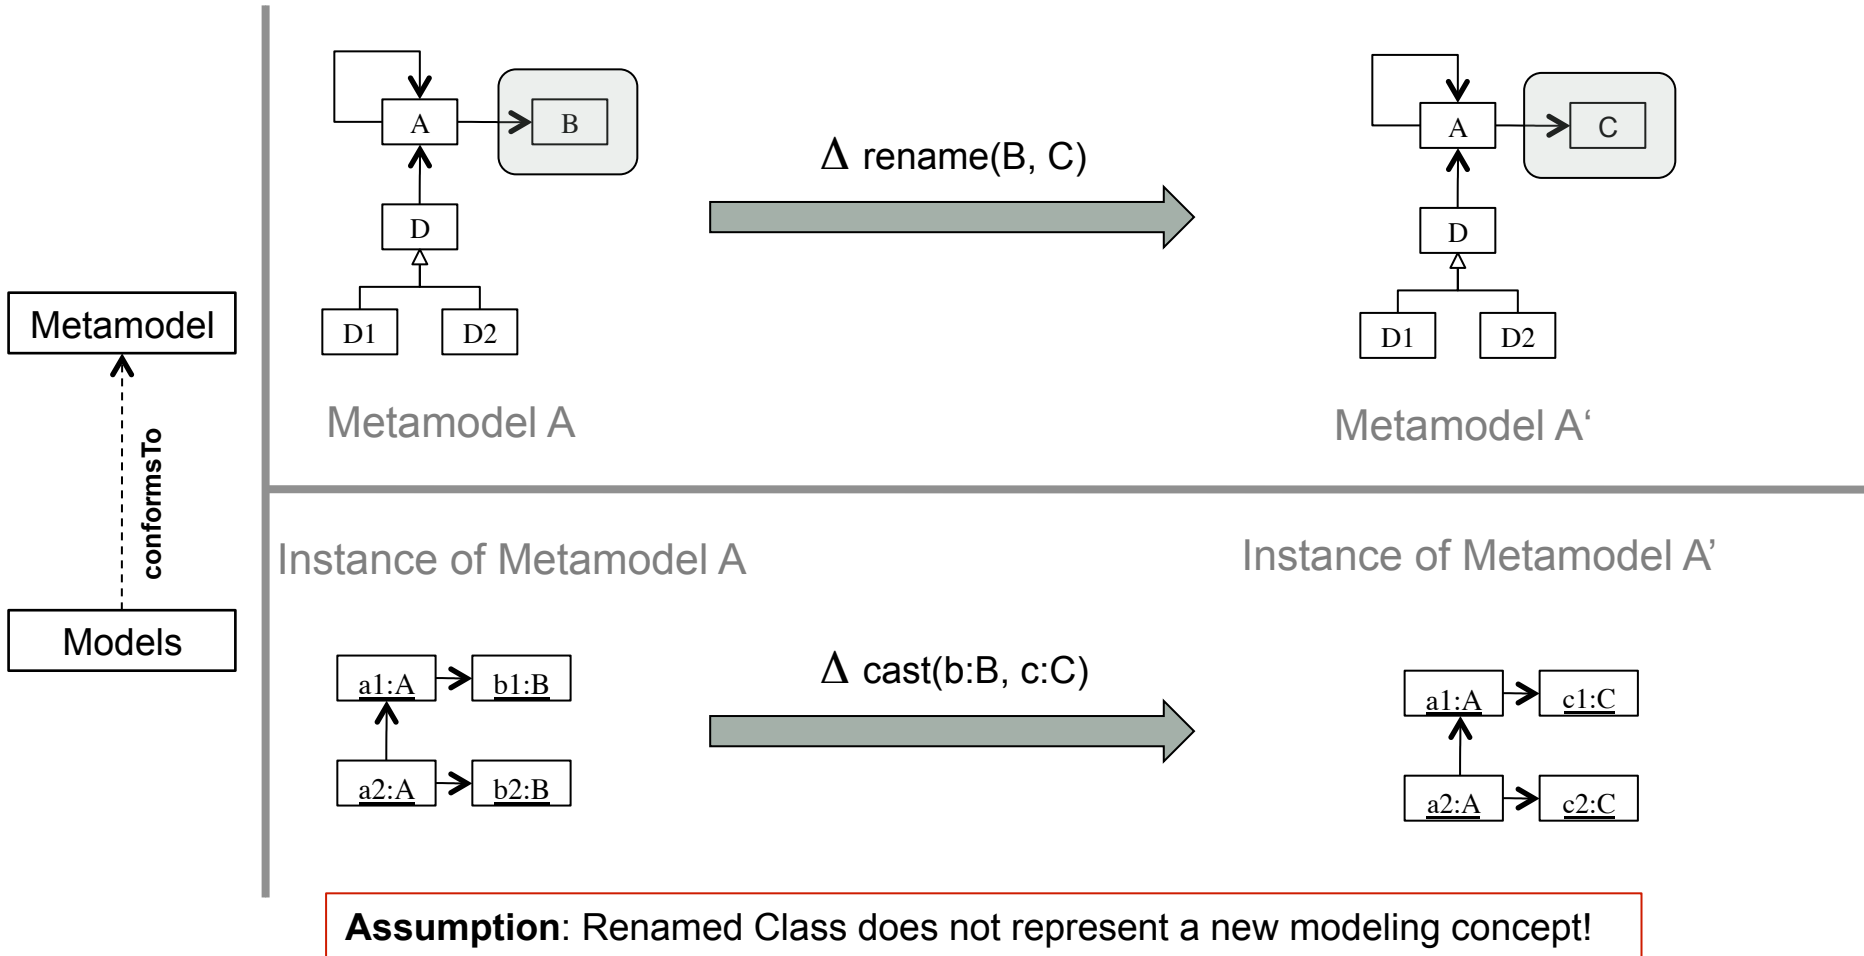 A
B
D
D1
D2
Metamodel A
Δ rename(B, C)
A
C
D
D1
D2
Metamodel A‘
Metamodel
conformsTo
Models
Instance of Metamodel A
a1:A
b1:B
a2:A
b2:B
Δ cast(b:B, c:C)
Instance of Metamodel A’
a1:A
c1:C
a2:A
c2:C
Assumption: Renamed Class does not represent a new modeling concept!